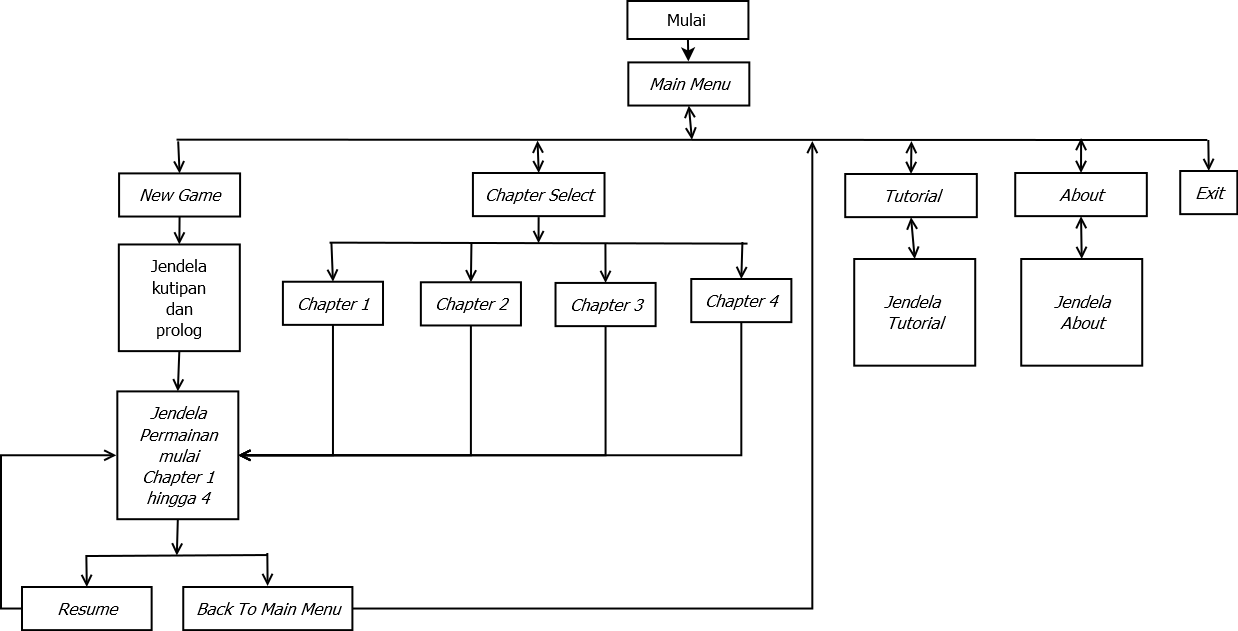 Mulai
Main Menu
New Game
Chapter Select
Tutorial
About
Exit
Jendela
kutipan
dan
prolog
Chapter 1
Chapter 2
Chapter 3
Chapter 4
Jendela
Tutorial
Jendela
About
Jendela
Permainan
mulai
Chapter 1
hingga 4
Resume
Back To Main Menu